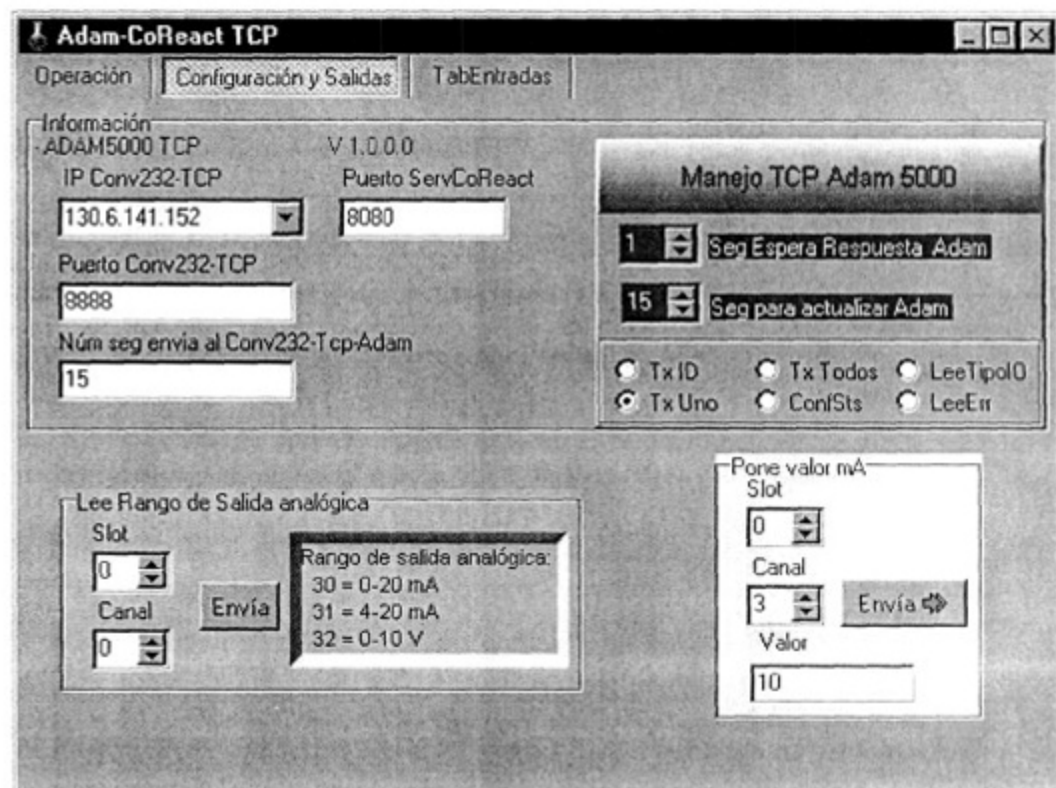 Adam-CoReact TCP
Operación Configuración y Salidas TabEntradas
Información
ADAM5000 TCP V 1.0.0.0
IP Conv232-TCP Puerto ServCoReact
130.6.141.152 8080
Puerto Conv232-TCP
8888
Núm seg envia al Conv232-Tcp-Adam
15
Manejo TCP Adam 5000
1 Seg Espera Respuesta Adam
15 Seg para actualizar Adam
Tx ID Tx Todos LeeTipoIO
Tx Uno ConfSts LeeErr
Lee Rango de Salida analógica
Slot
0
Canal
0
Envía
Rango de salida analógica:
30 = 0-20 mA
31 = 4-20 mA
32 = 0-10 V
Pone valor mA
Slot
0
Canal
3 Envía
Valor
10